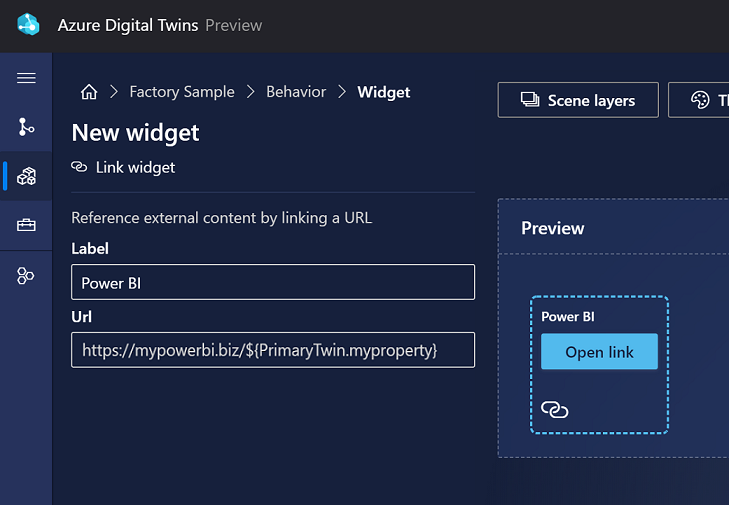 Azure Digital Twins Preview
Factory Sample Behavior Widget
Scene layers
New widget
Link widget
Reference external content by linking a URL
Label
Power BI
Url
https://mypowerbi.biz/${PrimaryTwin.myproperty}
Preview
Power BI
Open link